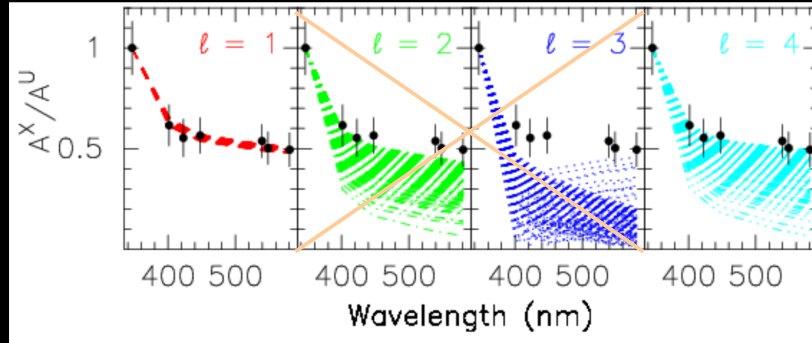 ℓ = 1
ℓ = 2
ℓ = 3
ℓ = 4
1
0.5
A^X/A^U
400 500 400 500 400 500 400 500
Wavelength (nm)